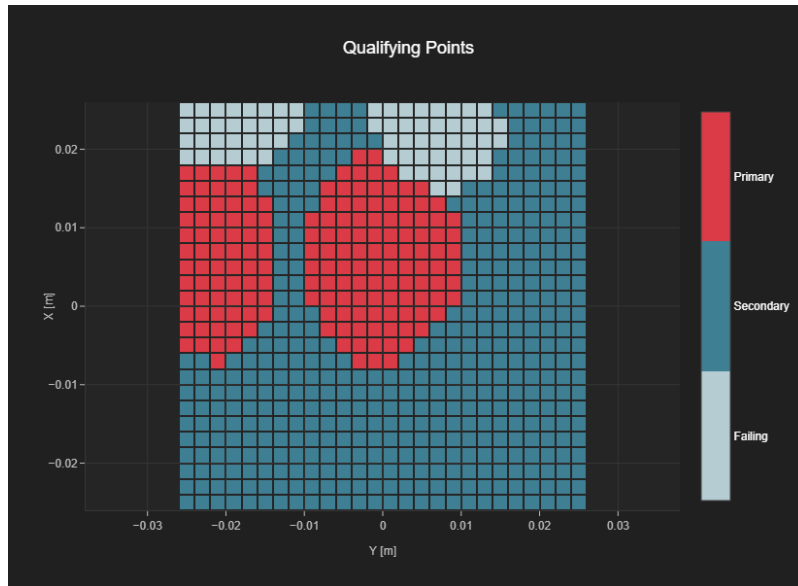 Qualifying Points
0.02
0.01
0
−0.01
−0.02
X [m]
−0.03
−0.02
−0.01
0
0.01
0.02
0.03
Y [m]
Primary
Secondary
Failing